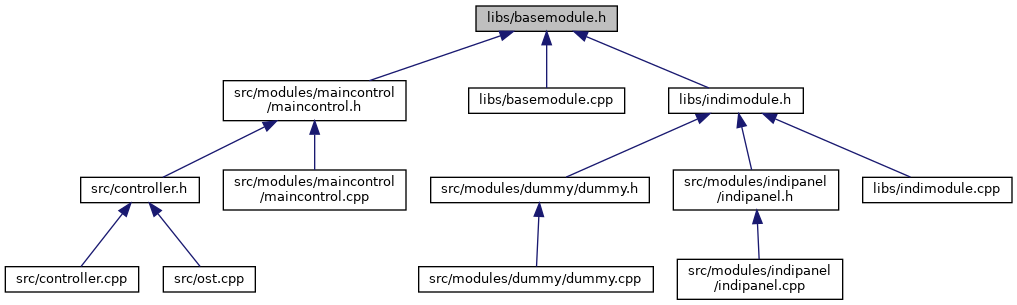 libs/basemodule.h
src/modules/maincontrol
/maincontrol.h
libs/basemodule.cpp
libs/indimodule.h
src/controller.h
src/modules/maincontrol
/maincontrol.cpp
src/modules/dummy/dummy.h
src/modules/indipanel
/indipanel.h
libs/indimodule.cpp
src/controller.cpp
src/ost.cpp
src/modules/dummy/dummy.cpp
src/modules/indipanel
/indipanel.cpp